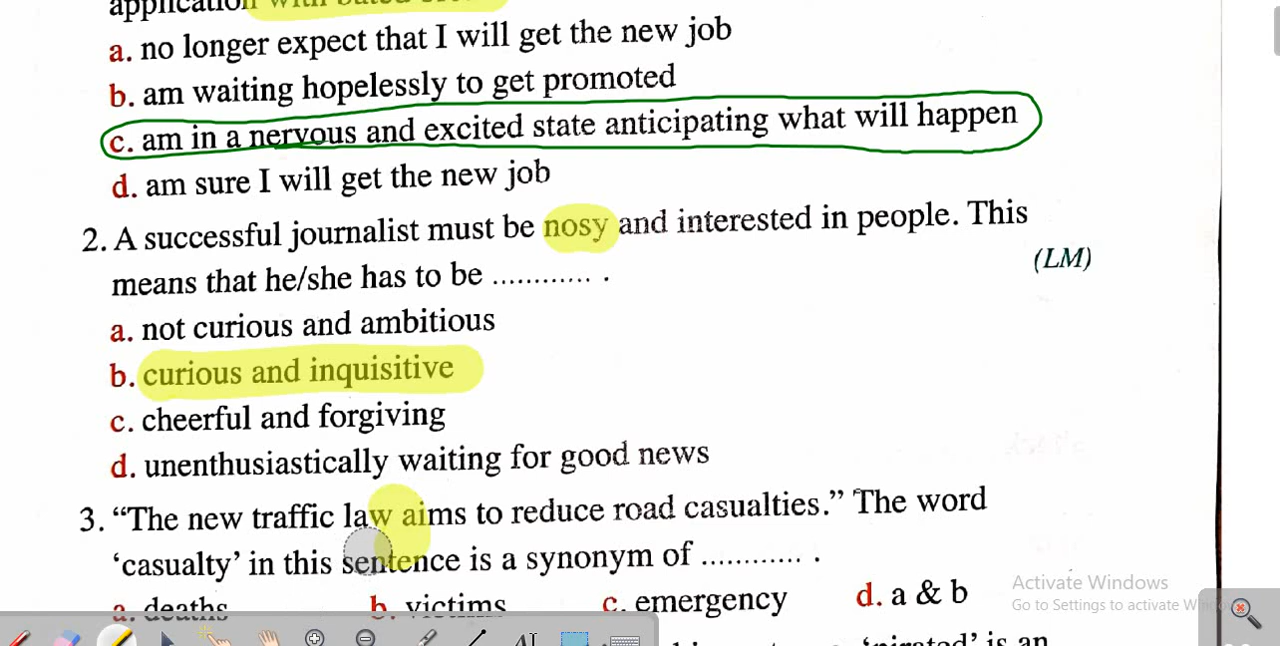 application with bated
a. no longer expect that I will get the new job
b. am waiting hopelessly to get promoted
c. am in a nervous and excited state anticipating what will happen
d. am sure I will get the new job
2. A successful journalist must be nosy and interested in people. This
means that he/she has to be ............ .
(LM)
a. not curious and ambitious
b. curious and inquisitive
c. cheerful and forgiving
d. unenthusiastically waiting for good news
3. “The new traffic law aims to reduce road casualties.” The word
‘casualty’ in this sentence is a synonym of ............ .
a. deaths b. victims c. emergency d. a & b
Activate Windows
Go to Settings to activate
is an